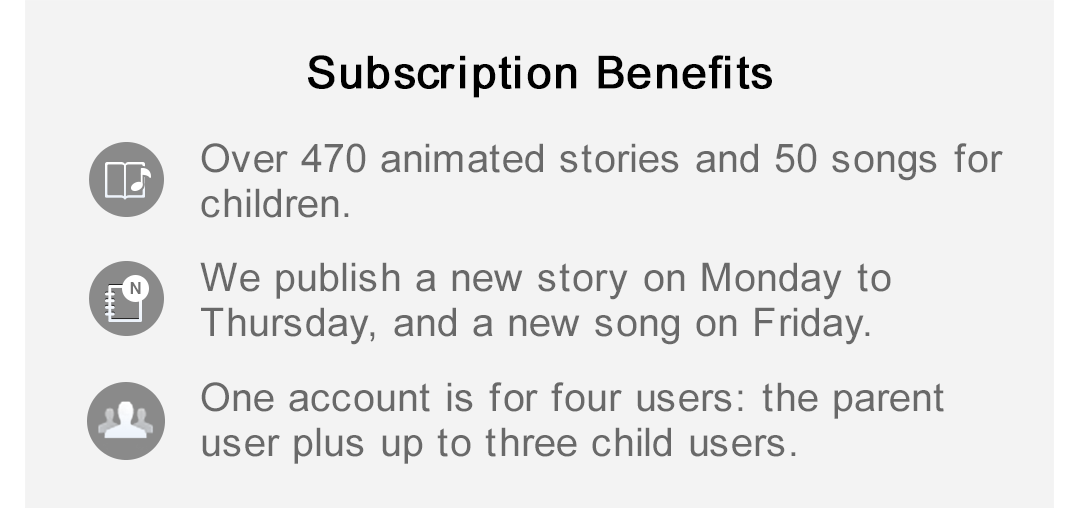 Subscription Benefits
Over 470 animated stories and 50 songs for
children.
N
We publish a new story on Monday to
Thursday, and a new song on Friday.
One account is for four users: the parent
user plus up to three child users.